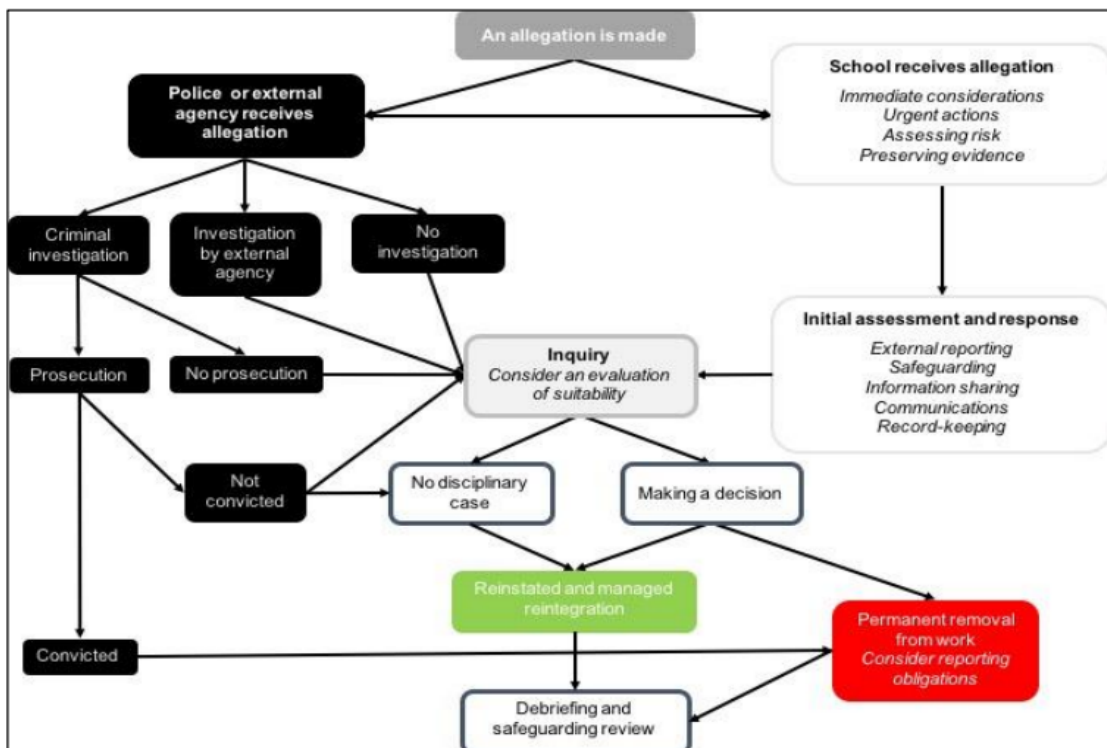 An allegation is made
Police or external
agency receives
allegation
School receives allegation
Immediate considerations
Urgent actions
Assessing risk
Preserving evidence
Criminal
investigation
Investigation
by external
agency
No
investigation
Initial assessment and response
External reporting
Safeguarding
Information sharing
Communications
Record-keeping
Inquiry
Consider an evaluation
of suitability
Prosecution
No prosecution
Not
convicted
No disciplinary
case
Making a decision
Reinstated and managed
reintegration
Permanent removal
from work
Consider reporting
obligations
Convicted
Debriefing and
safeguarding review